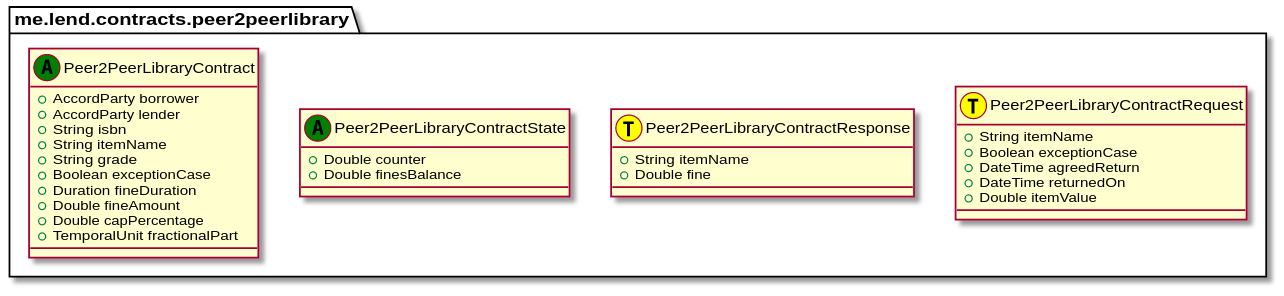 me.lend.contracts.peer2peerlibrary
A Peer2PeerLibraryContract
AccordParty borrower
AccordParty lender
String isbn
String itemName
String grade
Boolean exceptionCase
Duration fineDuration
Double fineAmount
Double capPercentage
TemporalUnit fractionalPart
A Peer2PeerLibraryContractState
Double counter
Double finesBalance
T Peer2PeerLibraryContractResponse
String itemName
Double fine
T Peer2PeerLibraryContractRequest
String itemName
Boolean exceptionCase
DateTime agreedReturn
DateTime returnedOn
Double itemValue